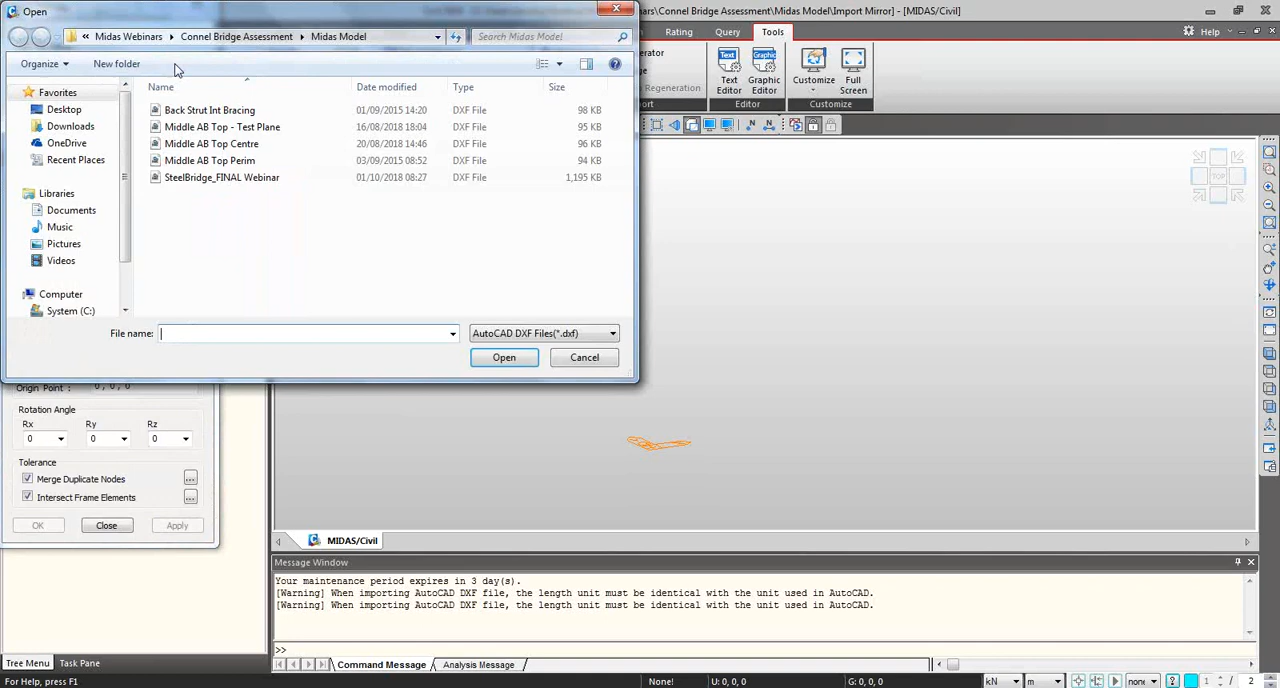 Open
sars\Connel Bridge Assessment\Midas Model\Import Mirror] - [MIDAS/Civil]
Midas Webinars
Connel Bridge Assessment
Midas Model
Search Midas Model
Rating
Query
Tools
Help
Organize
New folder
Text Editor
Graphic Editor
Customize
Full Screen
Regeneration
Editor
Customize
Name
Date modified
Type
Size
Favorites
Desktop
Downloads
OneDrive
Recent Places
Libraries
Documents
Music
Pictures
Videos
Computer
System (C:)
Back Strut Int Bracing 01/09/2015 14:20 DXF File 98 KB
Middle AB Top - Test Plane 16/08/2018 18:04 DXF File 95 KB
Middle AB Top Centre 20/08/2018 14:46 DXF File 96 KB
Middle AB Top Perim 03/09/2015 08:52 DXF File 94 KB
SteelBridge_FINAL Webinar 01/10/2018 08:27 DXF File 1,195 KB
TOP
File name:
AutoCAD DXF Files(*.dxf)
Open
Cancel
Origin Point : 0, 0, 0
Rotation Angle
Rx Ry Rz
0 0 0
Tolerance
Merge Duplicate Nodes ...
Intersect Frame Elements ...
OK
Close
Apply
MIDAS/Civil
Message Window
Your maintenance period expires in 3 day(s).
[Warning] When importing AutoCAD DXF file, the length unit must be identical with the unit used in AutoCAD.
[Warning] When importing AutoCAD DXF file, the length unit must be identical with the unit used in AutoCAD.
>>
Tree Menu
Task Pane
Command Message
Analysis Message
For Help, press F1
None!
U: 0, 0, 0
G: 0, 0, 0
kN
m
none
1 / 2